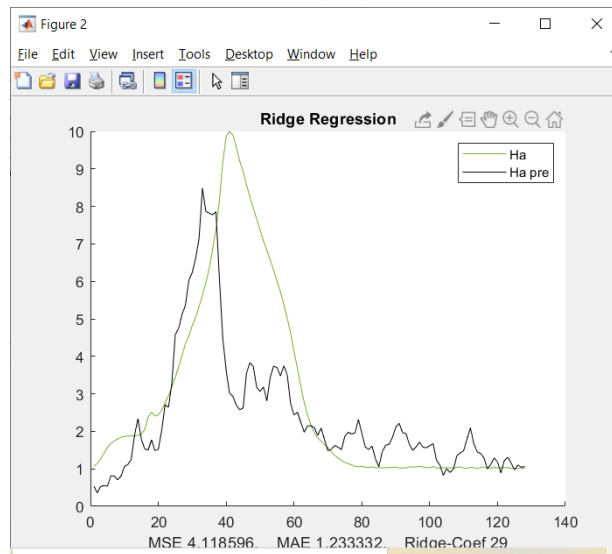 Figure 2
File Edit View Insert Tools Desktop Window Help
Ridge Regression
Ha
Ha pre
10
9
8
7
6
5
4
3
2
1
0
0 20 40 60 80 100 120 140
MSE 4.118596. MAE 1.233332. Ridge-Coef 29